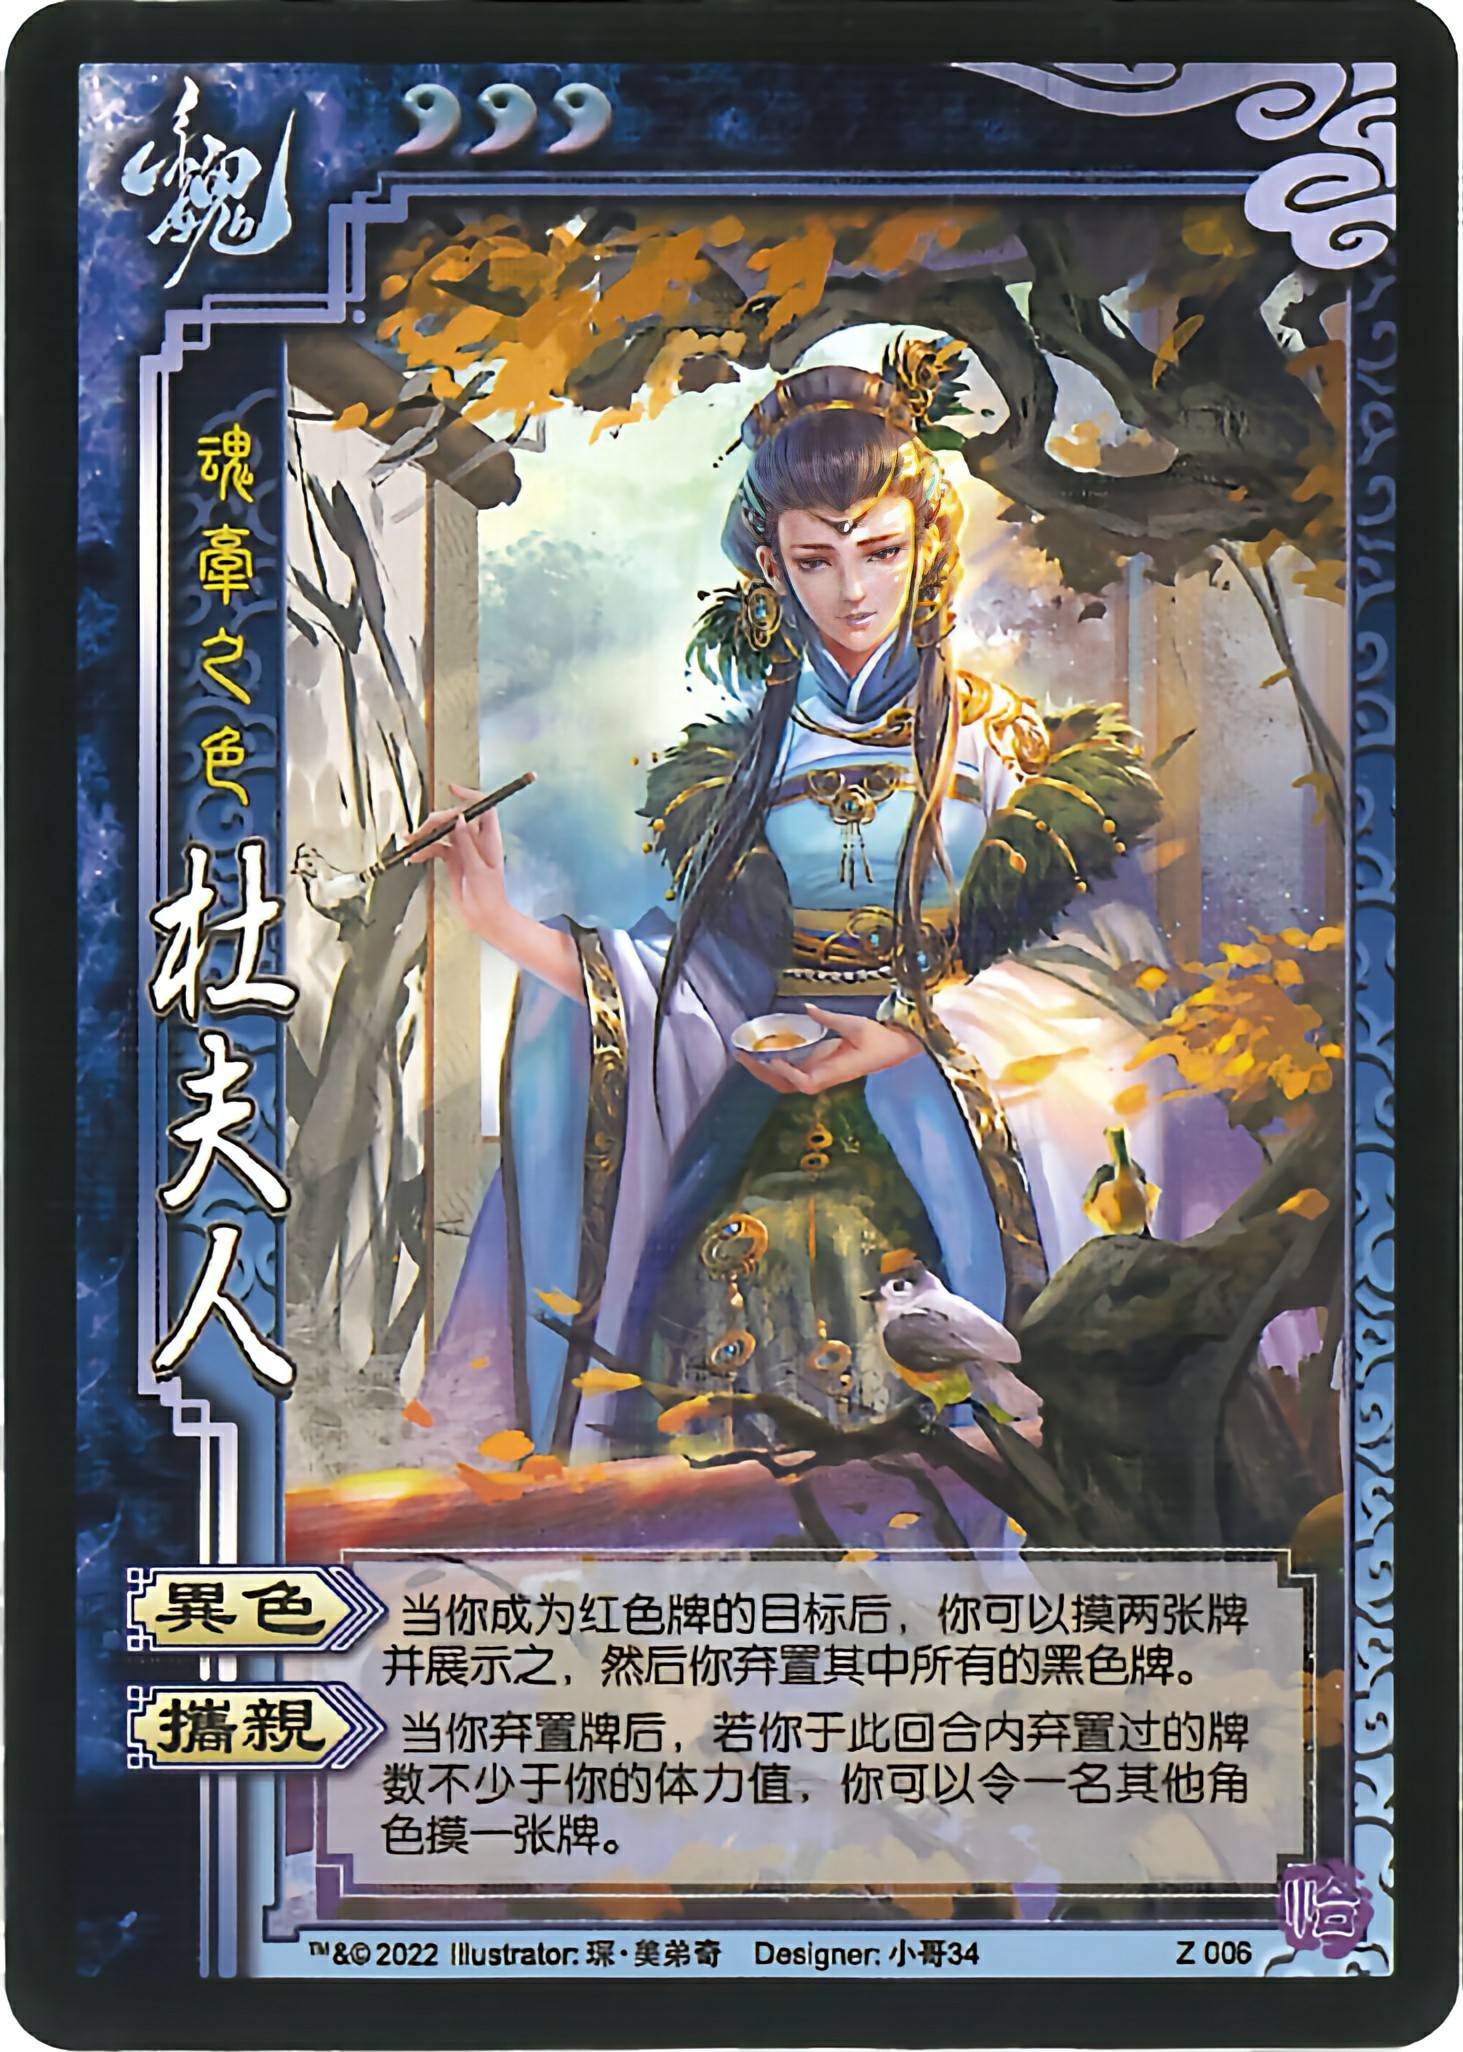 魏
魂牽之色
杜夫人
異色
当你成为红色牌的目标后，你可以摸两张牌
并展示之，然后你弃置其中所有的黑色牌。
攜親
当你弃置牌后，若你于此回合内弃置过的牌
数不少于你的体力值，你可以令一名其他角
色摸一张牌。
怡
™&© 2022 Illustrator: 琛·美弟奇 Designer: 小哥34 Z 006